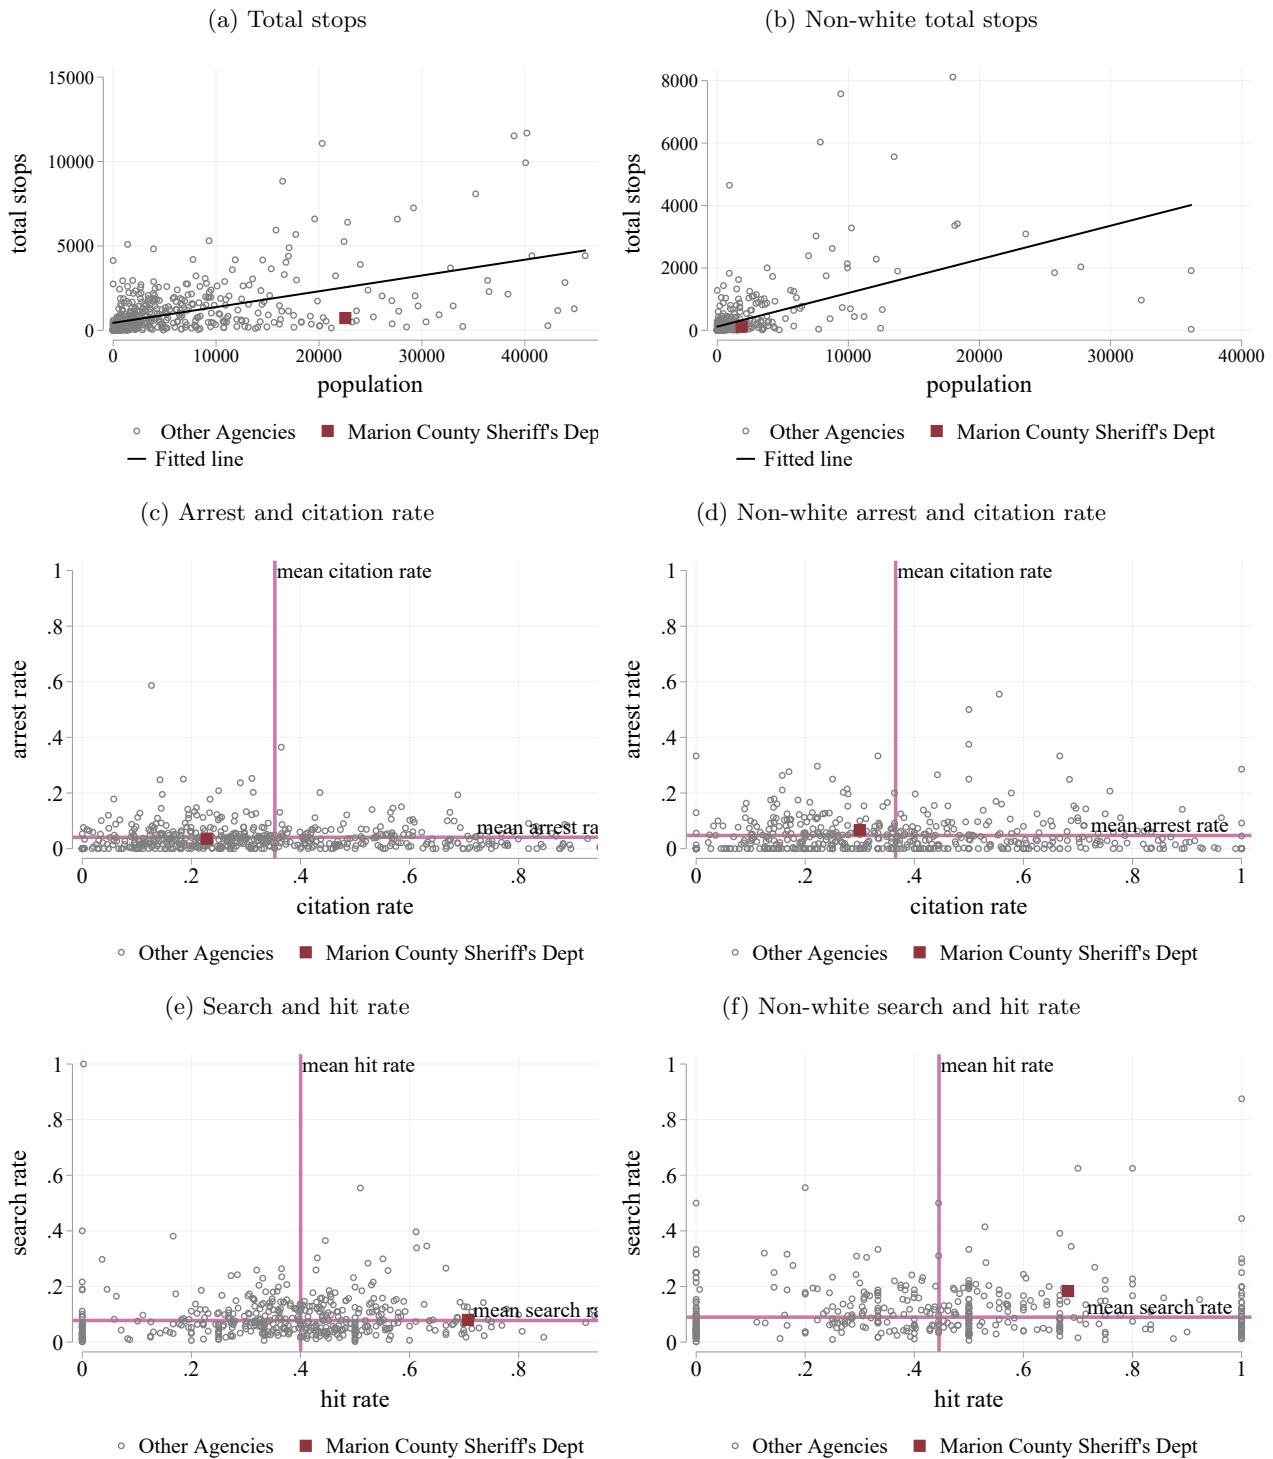 (a) Total stops
(b) Non-white total stops
15000
10000
5000
0
total stops
0 10000 20000 30000 40000
population
Other Agencies Marion County Sheriff's Dep
Fitted line
8000
6000
4000
2000
0
total stops
0 10000 20000 30000 40000
population
Other Agencies Marion County Sheriff's Dept
Fitted line
(c) Arrest and citation rate
(d) Non-white arrest and citation rate
mean citation rate
1
.8
.6
.4
.2
0
arrest rate
mean arrest ra
0 .2 .4 .6 .8
citation rate
Other Agencies Marion County Sheriff's Dept
mean citation rate
1
.8
.6
.4
.2
0
arrest rate
mean arrest rate
0 .2 .4 .6 .8 1
citation rate
Other Agencies Marion County Sheriff's Dept
(e) Search and hit rate
(f) Non-white search and hit rate
mean hit rate
1
.8
.6
.4
.2
0
search rate
mean search ra
0 .2 .4 .6 .8
hit rate
Other Agencies Marion County Sheriff's Dept
mean hit rate
1
.8
.6
.4
.2
0
search rate
mean search rate
0 .2 .4 .6 .8 1
hit rate
Other Agencies Marion County Sheriff's Dept